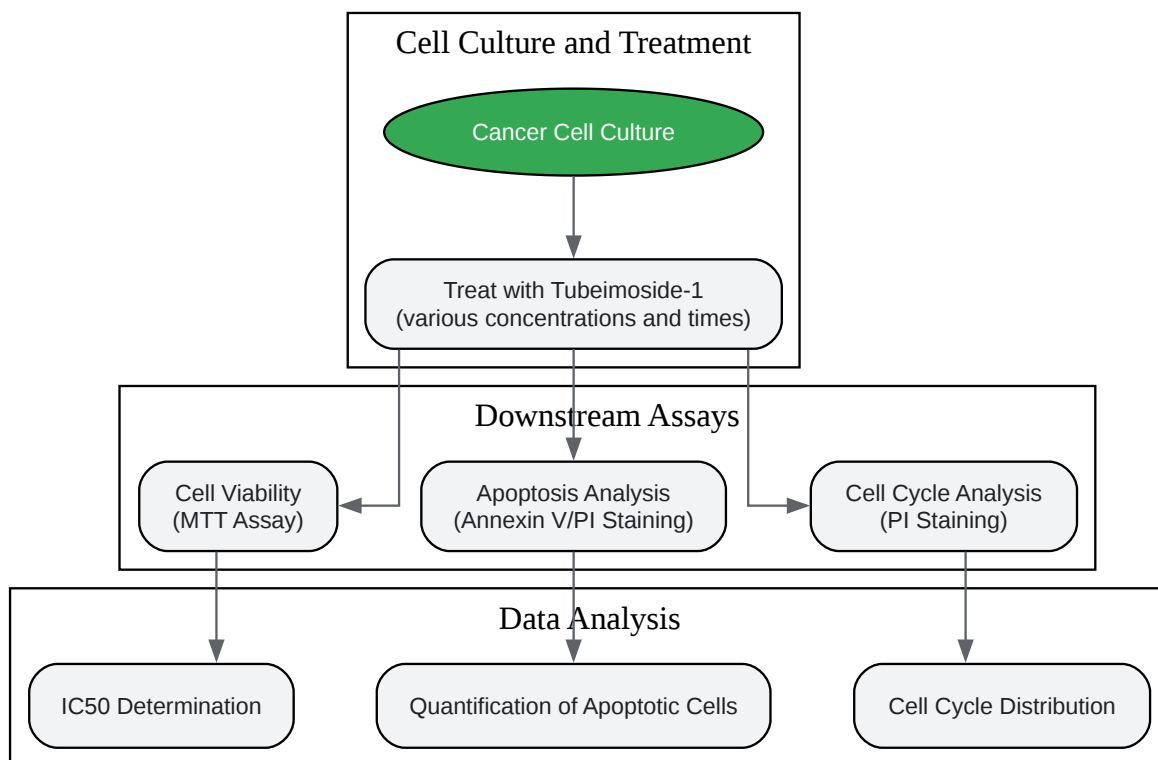 Cell Culture and Treatment
Cancer Cell Culture
Treat with Tubeimoside-1
(various concentrations and times)
Downstream Assays
Cell Viability
(MTT Assay)
Apoptosis Analysis
(Annexin V/PI Staining)
Cell Cycle Analysis
(PI Staining)
Data Analysis
IC50 Determination
Quantification of Apoptotic Cells
Cell Cycle Distribution